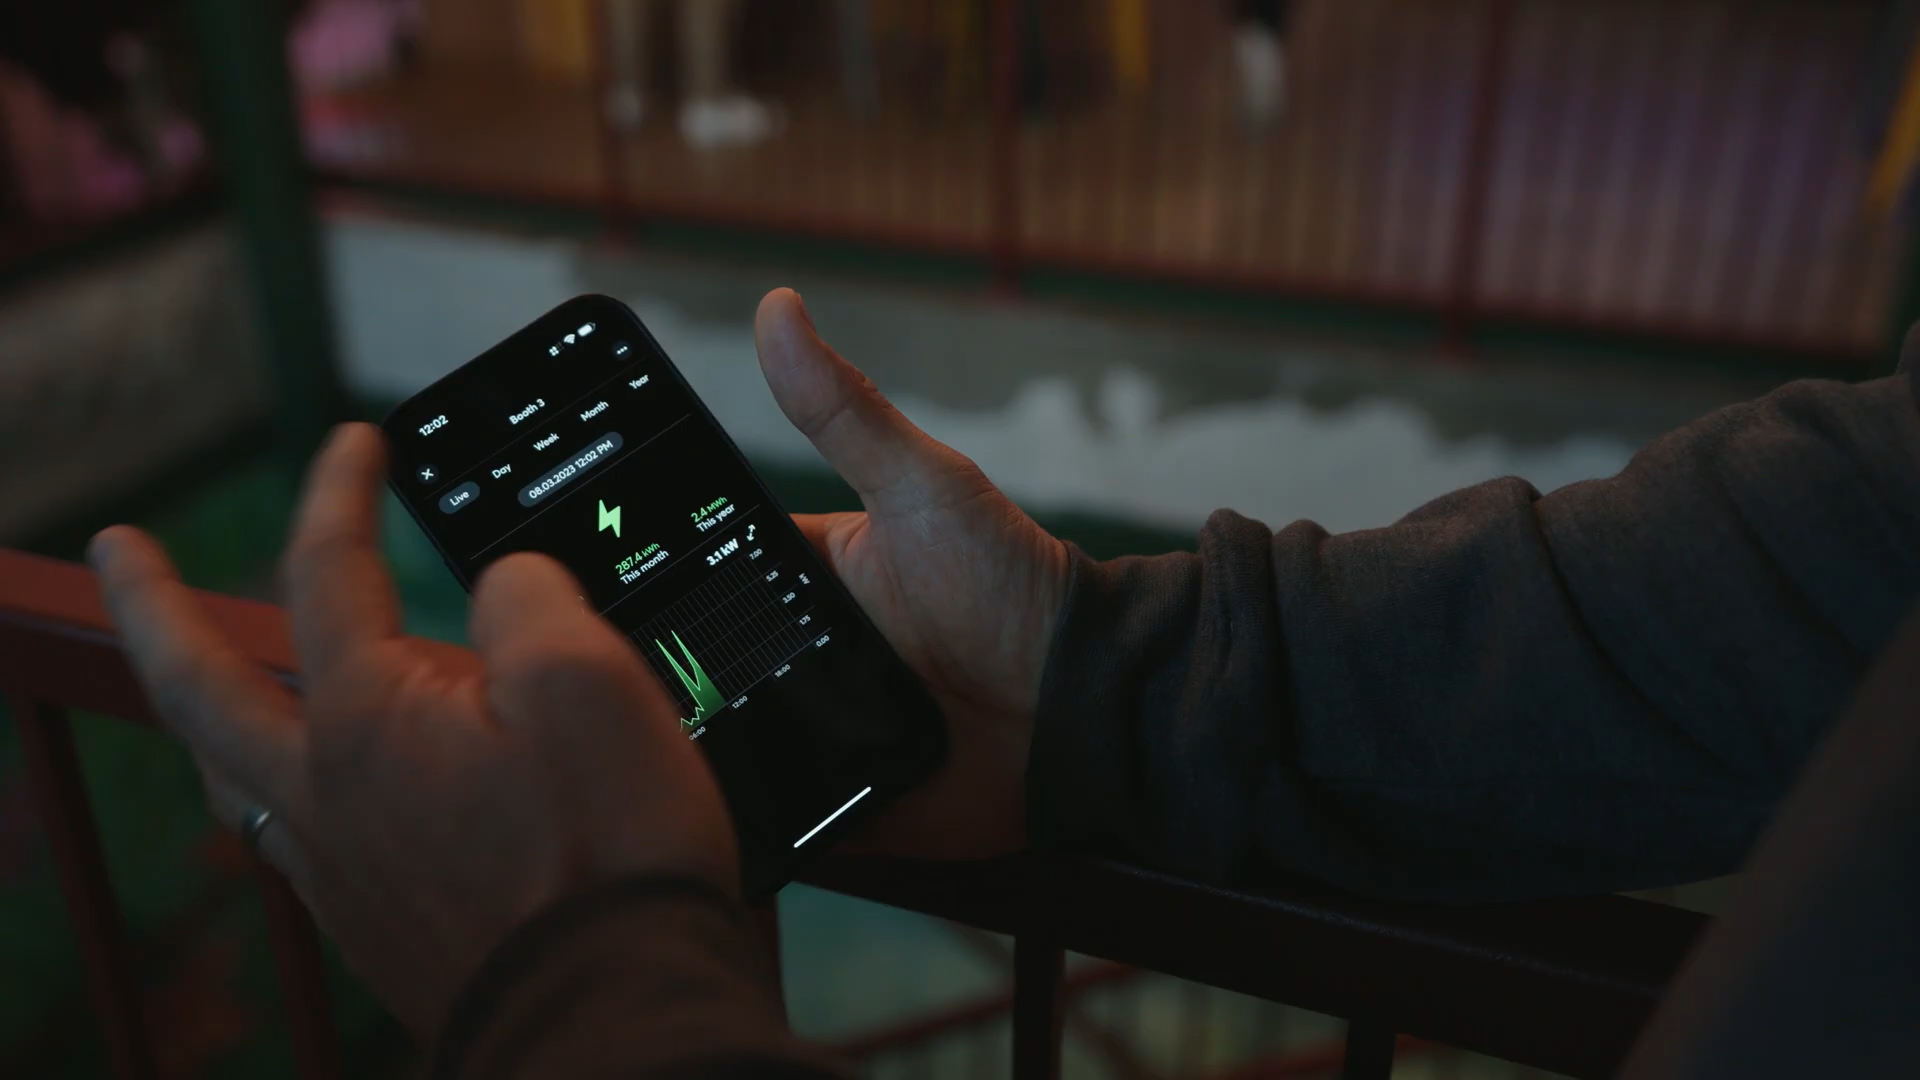 12:02
Booth 3
Live Day Week Month Year
08.03.2023 12:02 PM
287.4 kWh
This month
2.4 MWh
This year
3.1 kW
7.00
5.25
kW
3.50
1.75
0.00
06:00 12:00 18:00